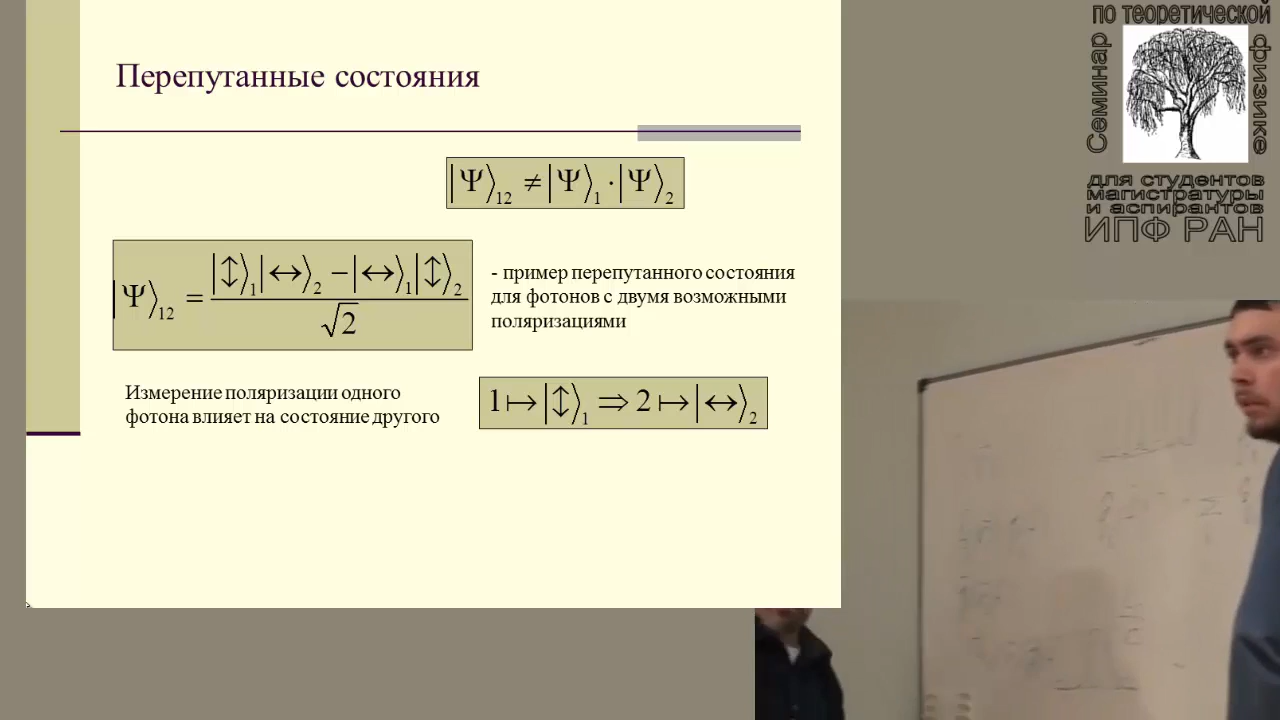 Перепутанные состояния
|Ψ⟩₁₂ ≠ |Ψ⟩₁ · |Ψ⟩₂
|Ψ⟩₁₂ = (|↕⟩₁|↔⟩₂ − |↔⟩₁|↕⟩₂) / √2
- пример перепутанного состояния
для фотонов с двумя возможными
поляризациями
Измерение поляризации одного
фотона влияет на состояние другого
1 ↦ |↕⟩₁ ⇒ 2 ↦ |↔⟩₂
Семинар
по теоретической
физике
для студентов
магистратуры
и аспирантов
ИПФ РАН